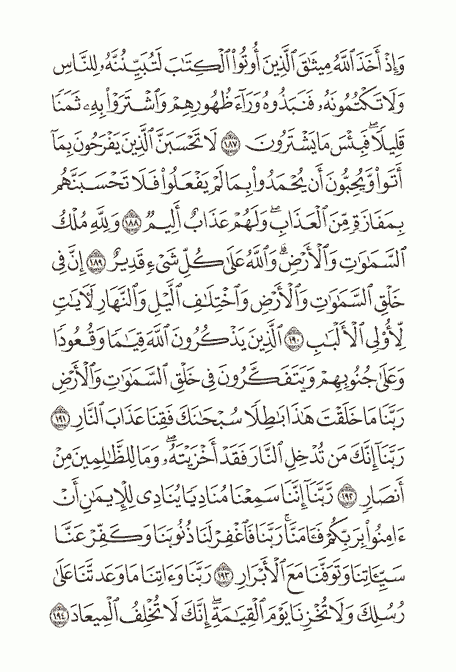 وَإِذْ أَخَذَ ٱللَّهُ مِيثَٰقَ ٱلَّذِينَ أُوتُوا۟ ٱلْكِتَٰبَ لَتُبَيِّنُنَّهُۥ لِلنَّاسِ
وَلَا تَكْتُمُونَهُۥ فَنَبَذُوهُ وَرَآءَ ظُهُورِهِمْ وَٱشْتَرَوْا۟ بِهِۦ ثَمَنًا
قَلِيلًا ۖ فَبِئْسَ مَا يَشْتَرُونَ ١٨٧ لَا تَحْسَبَنَّ ٱلَّذِينَ يَفْرَحُونَ بِمَآ
أَتَوا۟ وَّيُحِبُّونَ أَن يُحْمَدُوا۟ بِمَا لَمْ يَفْعَلُوا۟ فَلَا تَحْسَبَنَّهُم
بِمَفَازَةٍ مِّنَ ٱلْعَذَابِ ۖ وَلَهُمْ عَذَابٌ أَلِيمٌ ١٨٨ وَلِلَّهِ مُلْكُ
ٱلسَّمَٰوَٰتِ وَٱلْأَرْضِ ۗ وَٱللَّهُ عَلَىٰ كُلِّ شَىْءٍ قَدِيرٌ ١٨٩ إِنَّ فِى
خَلْقِ ٱلسَّمَٰوَٰتِ وَٱلْأَرْضِ وَٱخْتِلَٰفِ ٱلَّيْلِ وَٱلنَّهَارِ لَءَايَٰتٍ
لِّأُو۟لِى ٱلْأَلْبَٰبِ ١٩٠ ٱلَّذِينَ يَذْكُرُونَ ٱللَّهَ قِيَٰمًا وَقُعُودًا
وَعَلَىٰ جُنُوبِهِمْ وَيَتَفَكَّرُونَ فِى خَلْقِ ٱلسَّمَٰوَٰتِ وَٱلْأَرْضِ
رَبَّنَا مَا خَلَقْتَ هَٰذَا بَٰطِلًا سُبْحَٰنَكَ فَقِنَا عَذَابَ ٱلنَّارِ ١٩١
رَبَّنَآ إِنَّكَ مَن تُدْخِلِ ٱلنَّارَ فَقَدْ أَخْزَيْتَهُۥ ۖ وَمَا لِلظَّٰلِمِينَ مِنْ
أَنصَارٍ ١٩٢ رَّبَّنَآ إِنَّنَا سَمِعْنَا مُنَادِيًا يُنَادِى لِلْإِيمَٰنِ أَنْ
ءَامِنُوا۟ بِرَبِّكُمْ فَـَٔامَنَّا ۚ رَبَّنَا فَٱغْفِرْ لَنَا ذُنُوبَنَا وَكَفِّرْ عَنَّا
سَيِّـَٔاتِنَا وَتَوَفَّنَا مَعَ ٱلْأَبْرَارِ ١٩٣ رَبَّنَا وَءَاتِنَا مَا وَعَدتَّنَا عَلَىٰ
رُسُلِكَ وَلَا تُخْزِنَا يَوْمَ ٱلْقِيَٰمَةِ ۗ إِنَّكَ لَا تُخْلِفُ ٱلْمِيعَادَ ١٩٤